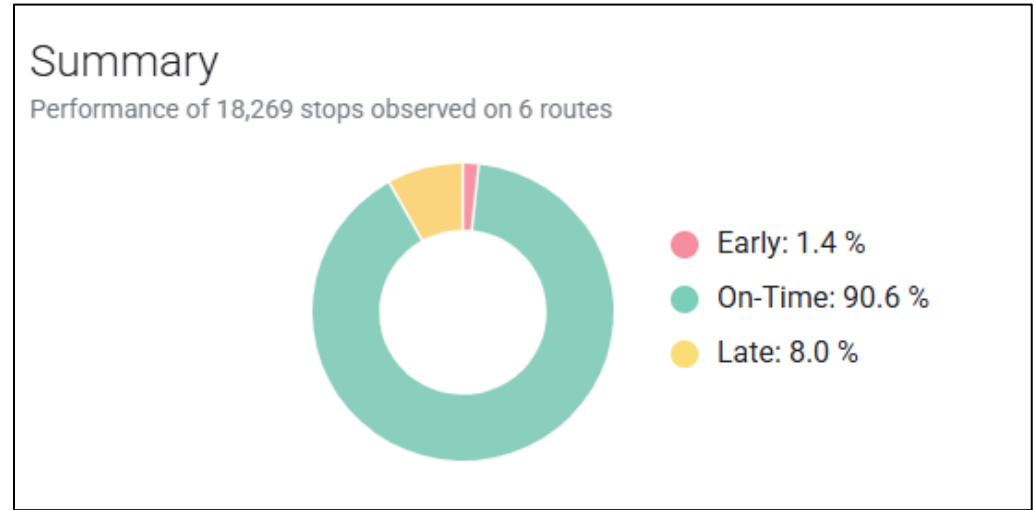 Summary
Performance of 18,269 stops observed on 6 routes
Early: 1.4 %
On-Time: 90.6 %
Late: 8.0 %